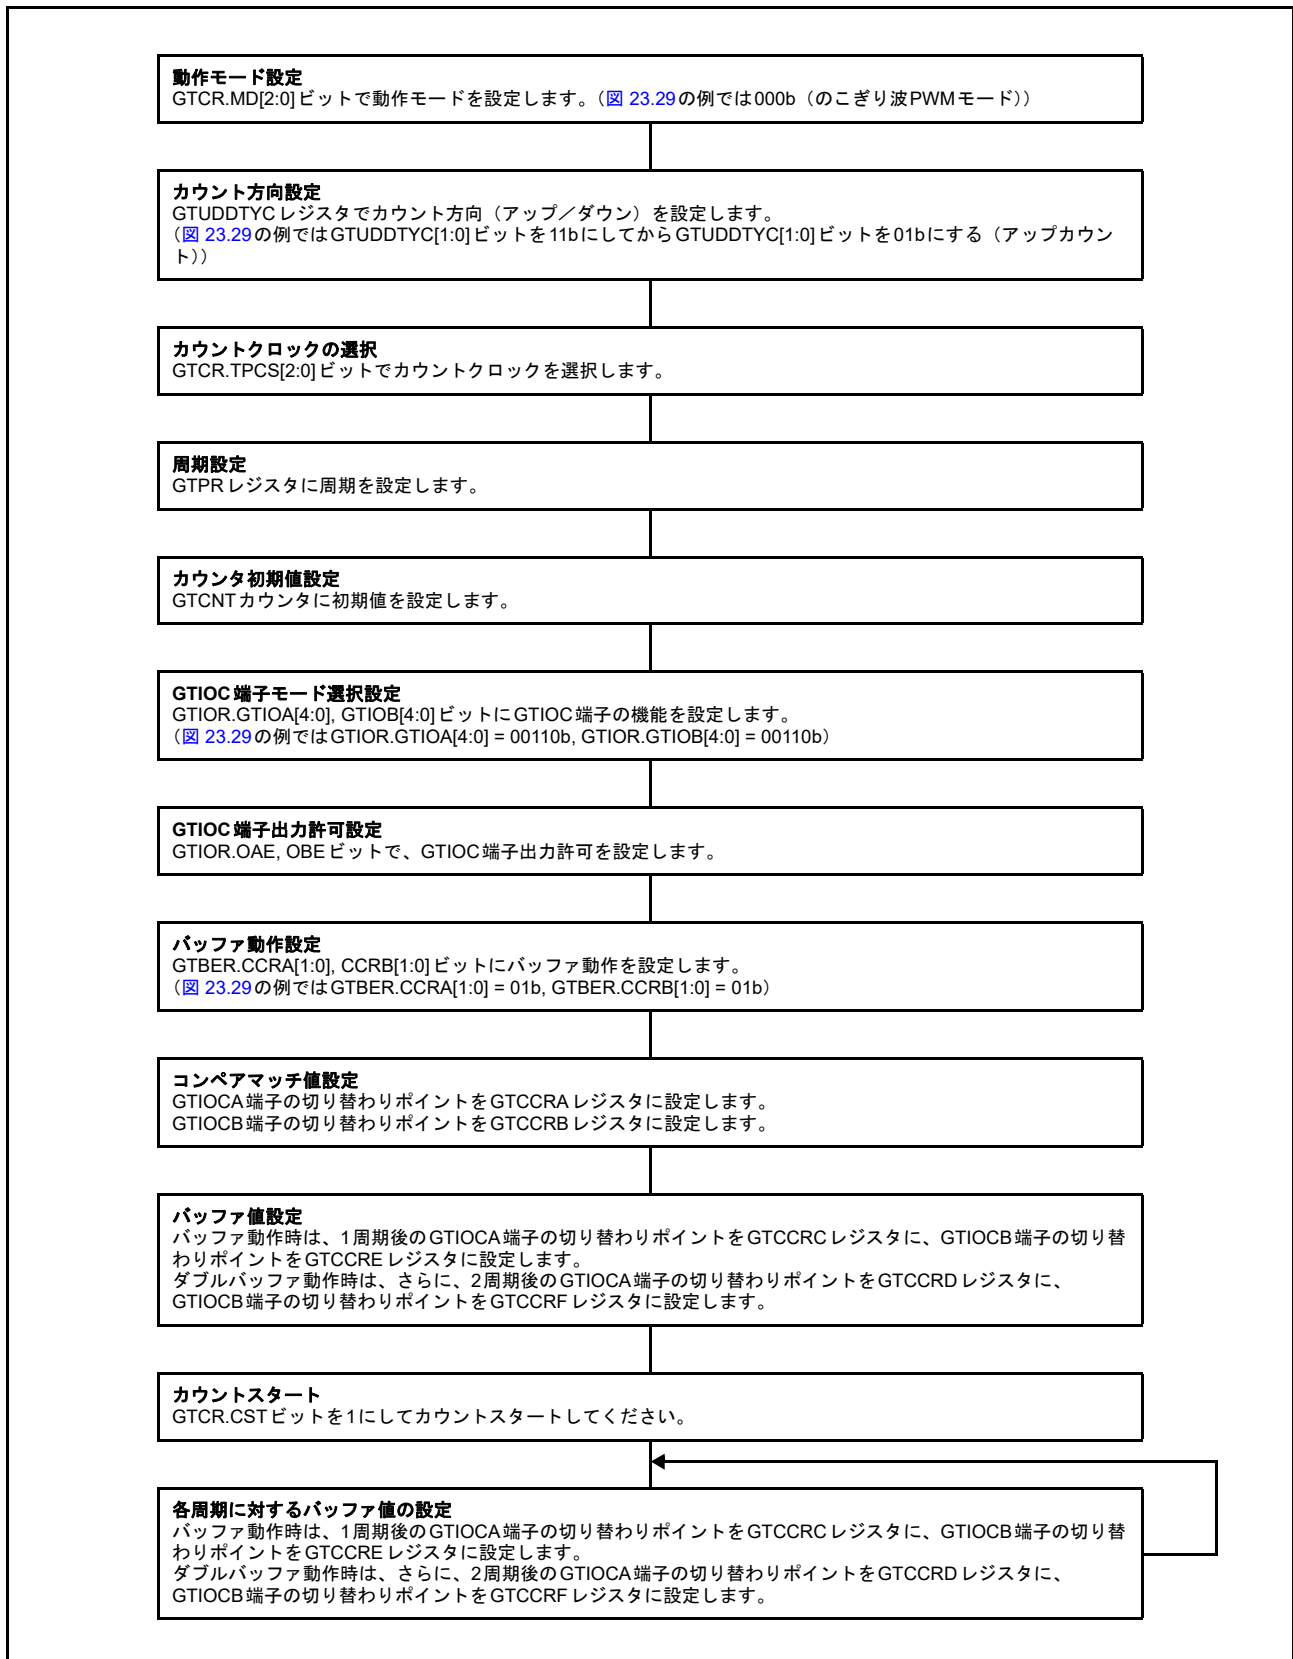 動作モード設定
GTCR.MD[2:0]ビットで動作モードを設定します。（図 23.29の例では000b（のこぎり波PWMモード））
カウント方向設定
GTUDDTYCレジスタでカウント方向（アップ／ダウン）を設定します。
（図 23.29の例ではGTUDDTYC[1:0]ビットを11bにしてからGTUDDTYC[1:0]ビットを01bにする（アップカウン
ト））
カウントクロックの選択
GTCR.TPCS[2:0]ビットでカウントクロックを選択します。
周期設定
GTPRレジスタに周期を設定します。
カウンタ初期値設定
GTCNTカウンタに初期値を設定します。
GTIOC端子モード選択設定
GTIOR.GTIOA[4:0], GTIOB[4:0]ビットにGTIOC端子の機能を設定します。
（図 23.29の例ではGTIOR.GTIOA[4:0] = 00110b, GTIOR.GTIOB[4:0] = 00110b）
GTIOC端子出力許可設定
GTIOR.OAE, OBEビットで、GTIOC端子出力許可を設定します。
バッファ動作設定
GTBER.CCRA[1:0], CCRB[1:0]ビットにバッファ動作を設定します。
（図 23.29の例ではGTBER.CCRA[1:0] = 01b, GTBER.CCRB[1:0] = 01b）
コンペアマッチ値設定
GTIOCA端子の切り替わりポイントをGTCCRAレジスタに設定します。
GTIOCB端子の切り替わりポイントをGTCCRBレジスタに設定します。
バッファ値設定
バッファ動作時は、1周期後のGTIOCA端子の切り替わりポイントをGTCCRCレジスタに、GTIOCB端子の切り替
わりポイントをGTCCREレジスタに設定します。
ダブルバッファ動作時は、さらに、2周期後のGTIOCA端子の切り替わりポイントをGTCCRDレジスタに、
GTIOCB端子の切り替わりポイントをGTCCRFレジスタに設定します。
カウントスタート
GTCR.CSTビットを1にしてカウントスタートしてください。
各周期に対するバッファ値の設定
バッファ動作時は、1周期後のGTIOCA端子の切り替わりポイントをGTCCRCレジスタに、GTIOCB端子の切り替
わりポイントをGTCCREレジスタに設定します。
ダブルバッファ動作時は、さらに、2周期後のGTIOCA端子の切り替わりポイントをGTCCRDレジスタに、
GTIOCB端子の切り替わりポイントをGTCCRFレジスタに設定します。